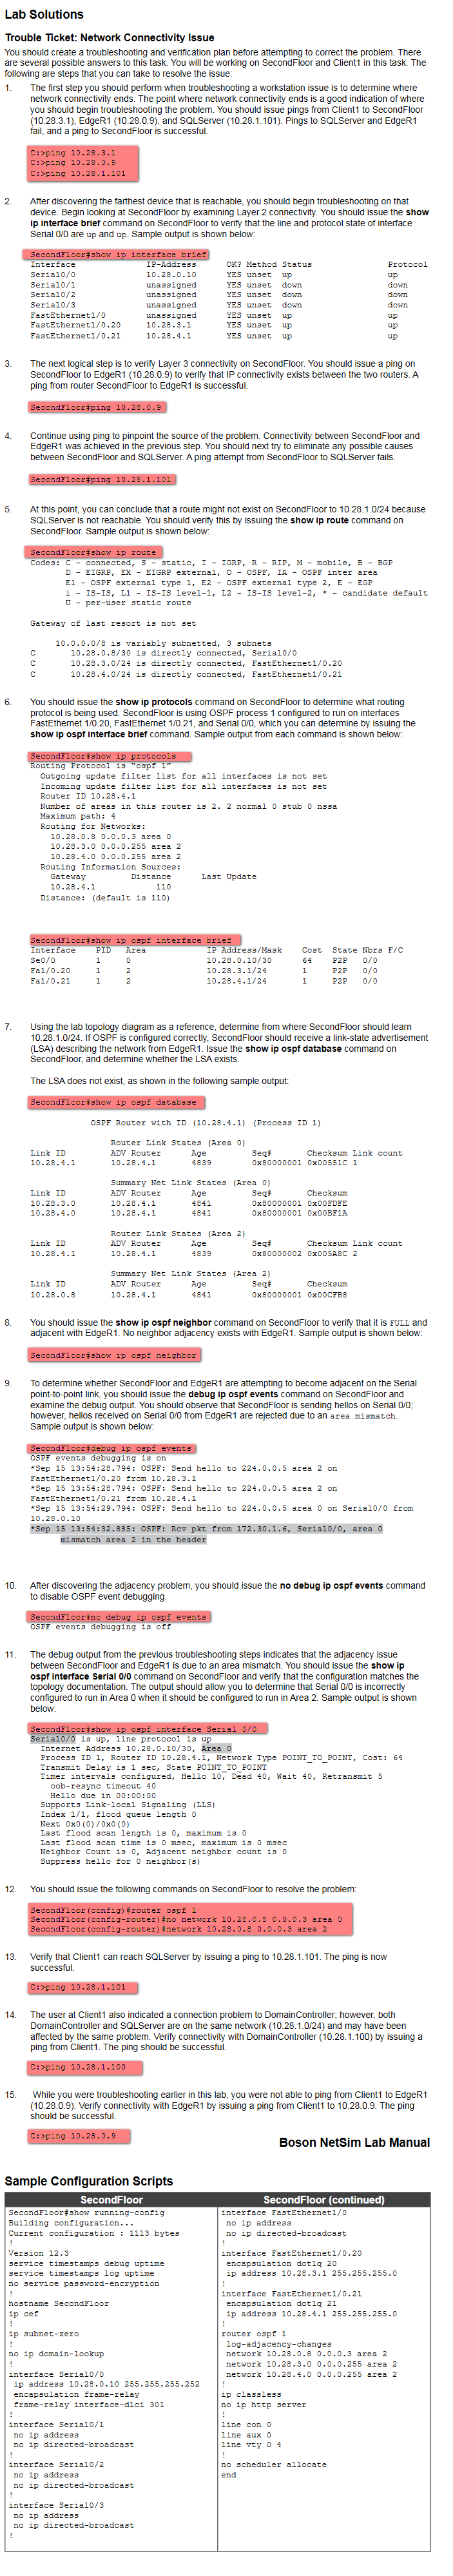 Lab Solutions
Trouble Ticket: Network Connectivity Issue
You should create a troubleshooting and verification plan before attempting to correct the problem. There
are several possible answers to this task. You will be working on SecondFloor and Client1 in this task. The
following are steps that you can take to resolve the issue:
1. The first step you should perform when troubleshooting a workstation issue is to determine where
network connectivity ends. The point where network connectivity ends is a good indication of where
you should begin troubleshooting the problem. You should issue pings from Client1 to SecondFloor
(10.28.3.1), EdgeR1 (10.28.0.9), and SQLServer (10.28.1.101). Pings to SQLServer and EdgeR1
fail, and a ping to SecondFloor is successful.
C:>ping 10.28.3.1
C:>ping 10.28.0.9
C:>ping 10.28.1.101
2. After discovering the farthest device that is reachable, you should begin troubleshooting on that
device. Begin looking at SecondFloor by examining Layer 2 connectivity. You should issue the show
ip interface brief command on SecondFloor to verify that the line and protocol state of interface
Serial 0/0 are up and up. Sample output is shown below:
SecondFloor#show ip interface brief
Interface IP-Address OK? Method Status Protocol
Serial0/0 10.28.0.10 YES unset up up
Serial0/1 unassigned YES unset down down
Serial0/2 unassigned YES unset down down
Serial0/3 unassigned YES unset down down
FastEthernet1/0 unassigned YES unset up up
FastEthernet1/0.20 10.28.3.1 YES unset up up
FastEthernet1/0.21 10.28.4.1 YES unset up up
3. The next logical step is to verify Layer 3 connectivity on SecondFloor. You should issue a ping on
SecondFloor to EdgeR1 (10.28.0.9) to verify that IP connectivity exists between the two routers. A
ping from router SecondFloor to EdgeR1 is successful.
SecondFloor#ping 10.28.0.9
4. Continue using ping to pinpoint the source of the problem. Connectivity between SecondFloor and
EdgeR1 was achieved in the previous step. You should next try to eliminate any possible causes
between SecondFloor and SQLServer. A ping attempt from SecondFloor to SQLServer fails.
SecondFloor#ping 10.28.1.101
5. At this point, you can conclude that a route might not exist on SecondFloor to 10.28.1.0/24 because
SQLServer is not reachable. You should verify this by issuing the show ip route command on
SecondFloor. Sample output is shown below:
SecondFloor#show ip route
Codes: C - connected, S - static, I - IGRP, R - RIP, M - mobile, B - BGP
D - EIGRP, EX - EIGRP external, O - OSPF, IA - OSPF inter area
E1 - OSPF external type 1, E2 - OSPF external type 2, E - EGP
i - IS-IS, L1 - IS-IS level-1, L2 - IS-IS level-2, * - candidate default
U - per-user static route
Gateway of last resort is not set
10.0.0.0/8 is variably subnetted, 3 subnets
C 10.28.0.8/30 is directly connected, Serial0/0
C 10.28.3.0/24 is directly connected, FastEthernet1/0.20
C 10.28.4.0/24 is directly connected, FastEthernet1/0.21
6. You should issue the show ip protocols command on SecondFloor to determine what routing
protocol is being used. SecondFloor is using OSPF process 1 configured to run on interfaces
FastEthernet 1/0.20, FastEthernet 1/0.21, and Serial 0/0, which you can determine by issuing the
show ip ospf interface brief command. Sample output from each command is shown below:
SecondFloor#show ip protocols
Routing Protocol is "ospf 1"
Outgoing update filter list for all interfaces is not set
Incoming update filter list for all interfaces is not set
Router ID 10.28.4.1
Number of areas in this router is 2. 2 normal 0 stub 0 nssa
Maximum path: 4
Routing for Networks:
10.28.0.8 0.0.0.3 area 0
10.28.3.0 0.0.0.255 area 2
10.28.4.0 0.0.0.255 area 2
Routing Information Sources:
Gateway Distance Last Update
10.28.4.1 110
Distance: (default is 110)
SecondFloor#show ip ospf interface brief
Interface PID Area IP Address/Mask Cost State Nbrs F/C
Se0/0 1 0 10.28.0.10/30 64 P2P 0/0
Fa1/0.20 1 2 10.28.3.1/24 1 P2P 0/0
Fa1/0.21 1 2 10.28.4.1/24 1 P2P 0/0
7. Using the lab topology diagram as a reference, determine from where SecondFloor should learn
10.28.1.0/24. If OSPF is configured correctly, SecondFloor should receive a link-state advertisement
(LSA) describing the network from EdgeR1. Issue the show ip ospf database command on
SecondFloor, and determine whether the LSA exists.
The LSA does not exist, as shown in the following sample output:
SecondFloor#show ip ospf database
OSPF Router with ID (10.28.4.1) (Process ID 1)
Router Link States (Area 0)
Link ID ADV Router Age Seq# Checksum Link count
10.28.4.1 10.28.4.1 4839 0x80000001 0x00551C 1
Summary Net Link States (Area 0)
Link ID ADV Router Age Seq# Checksum
10.28.3.0 10.28.4.1 4841 0x80000001 0x00FDFE
10.28.4.0 10.28.4.1 4841 0x80000001 0x00BF1A
Router Link States (Area 2)
Link ID ADV Router Age Seq# Checksum Link count
10.28.4.1 10.28.4.1 4839 0x80000002 0x005A8C 2
Summary Net Link States (Area 2)
Link ID ADV Router Age Seq# Checksum
10.28.0.8 10.28.4.1 4841 0x80000001 0x00CFB8
8. You should issue the show ip ospf neighbor command on SecondFloor to verify that it is FULL and
adjacent with EdgeR1. No neighbor adjacency exists with EdgeR1. Sample output is shown below:
SecondFloor#show ip ospf neighbor
9. To determine whether SecondFloor and EdgeR1 are attempting to become adjacent on the Serial
point-to-point link, you should issue the debug ip ospf events command on SecondFloor and
examine the debug output. You should observe that SecondFloor is sending hellos on Serial 0/0;
however, hellos received on Serial 0/0 from EdgeR1 are rejected due to an area mismatch.
Sample output is shown below:
SecondFloor#debug ip ospf events
OSPF events debugging is on
*Sep 15 13:54:28.794: OSPF: Send hello to 224.0.0.5 area 2 on
FastEthernet1/0.20 from 10.28.3.1
*Sep 15 13:54:28.794: OSPF: Send hello to 224.0.0.5 area 2 on
FastEthernet1/0.21 from 10.28.4.1
*Sep 15 13:54:29.794: OSPF: Send hello to 224.0.0.5 area 0 on Serial0/0 from
10.28.0.10
*Sep 15 13:54:32.885: OSPF: Rcv pkt from 172.30.1.6, Serial0/0, area 0
mismatch area 2 in the header
10. After discovering the adjacency problem, you should issue the no debug ip ospf events command
to disable OSPF event debugging.
SecondFloor#no debug ip ospf events
OSPF events debugging is off
11. The debug output from the previous troubleshooting steps indicates that the adjacency issue
between SecondFloor and EdgeR1 is due to an area mismatch. You should issue the show ip
ospf interface Serial 0/0 command on SecondFloor and verify that the configuration matches the
topology documentation. The output should allow you to determine that Serial 0/0 is incorrectly
configured to run in Area 0 when it should be configured to run in Area 2. Sample output is shown
below:
SecondFloor#show ip ospf interface Serial 0/0
Serial0/0 is up, line protocol is up
Internet Address 10.28.0.10/30, Area 0
Process ID 1, Router ID 10.28.4.1, Network Type POINT_TO_POINT, Cost: 64
Transmit Delay is 1 sec, State POINT_TO_POINT
Timer intervals configured, Hello 10, Dead 40, Wait 40, Retransmit 5
oob-resync timeout 40
Hello due in 00:00:00
Supports Link-local Signaling (LLS)
Index 1/1, flood queue length 0
Next 0x0(0)/0x0(0)
Last flood scan length is 0, maximum is 0
Last flood scan time is 0 msec, maximum is 0 msec
Neighbor Count is 0, Adjacent neighbor count is 0
Suppress hello for 0 neighbor(s)
12. You should issue the following commands on SecondFloor to resolve the problem:
SecondFloor(config)#router ospf 1
SecondFloor(config-router)#no network 10.28.0.8 0.0.0.3 area 0
SecondFloor(config-router)#network 10.28.0.8 0.0.0.3 area 2
13. Verify that Client1 can reach SQLServer by issuing a ping to 10.28.1.101. The ping is now
successful.
C:>ping 10.28.1.101
14. The user at Client1 also indicated a connection problem to DomainController; however, both
DomainController and SQLServer are on the same network (10.28.1.0/24) and may have been
affected by the same problem. Verify connectivity with DomainController (10.28.1.100) by issuing a
ping from Client1. The ping should be successful.
C:>ping 10.28.1.100
15. While you were troubleshooting earlier in this lab, you were not able to ping from Client1 to EdgeR1
(10.28.0.9). Verify connectivity with EdgeR1 by issuing a ping from Client1 to 10.28.0.9. The ping
should be successful.
C:>ping 10.28.0.9
Boson NetSim Lab Manual
Sample Configuration Scripts
SecondFloor
SecondFloor#show running-config
Building configuration...
Current configuration : 1113 bytes
!
Version 12.3
service timestamps debug uptime
service timestamps log uptime
no service password-encryption
!
hostname SecondFloor
ip cef
!
ip subnet-zero
!
no ip domain-lookup
!
interface Serial0/0
ip address 10.28.0.10 255.255.255.252
encapsulation frame-relay
frame-relay interface-dlci 301
!
interface Serial0/1
no ip address
no ip directed-broadcast
!
interface Serial0/2
no ip address
no ip directed-broadcast
!
interface Serial0/3
no ip address
no ip directed-broadcast
!
SecondFloor (continued)
interface FastEthernet1/0
no ip address
no ip directed-broadcast
!
interface FastEthernet1/0.20
encapsulation dot1q 20
ip address 10.28.3.1 255.255.255.0
!
interface FastEthernet1/0.21
encapsulation dot1q 21
ip address 10.28.4.1 255.255.255.0
!
router ospf 1
log-adjacency-changes
network 10.28.0.8 0.0.0.3 area 2
network 10.28.3.0 0.0.0.255 area 2
network 10.28.4.0 0.0.0.255 area 2
!
ip classless
no ip http server
!
line con 0
line aux 0
line vty 0 4
!
no scheduler allocate
end